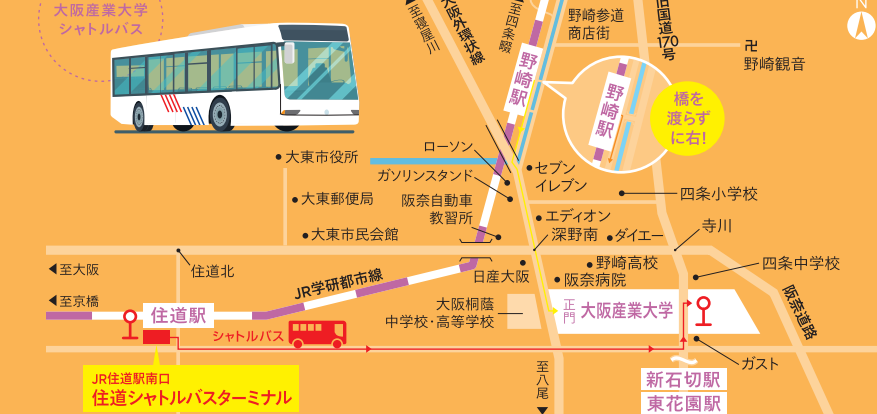 大阪産業大学
シャトルバス
至寝屋川
大阪外環状線
至四条畷
野崎参道
商店街
旧国道170号
卍
野崎観音
N
野崎駅
野崎駅
橋を
渡らず
に右!
大東市役所
ローソン
ガソリンスタンド
セブン
イレブン
大東郵便局
阪奈自動車
教習所
四条小学校
エディオン
大東市民会館
深野南
ダイエー
寺川
至大阪
住道北
日産大阪
野崎高校
阪奈病院
四条中学校
JR学研都市線
至京橋
住道駅
大阪桐蔭
中学校・高等学校
正門
大阪産業大学
阪奈道路
シャトルバス
ガスト
至八尾
JR住道駅南口
住道シャトルバスターミナル
新石切駅
東花園駅